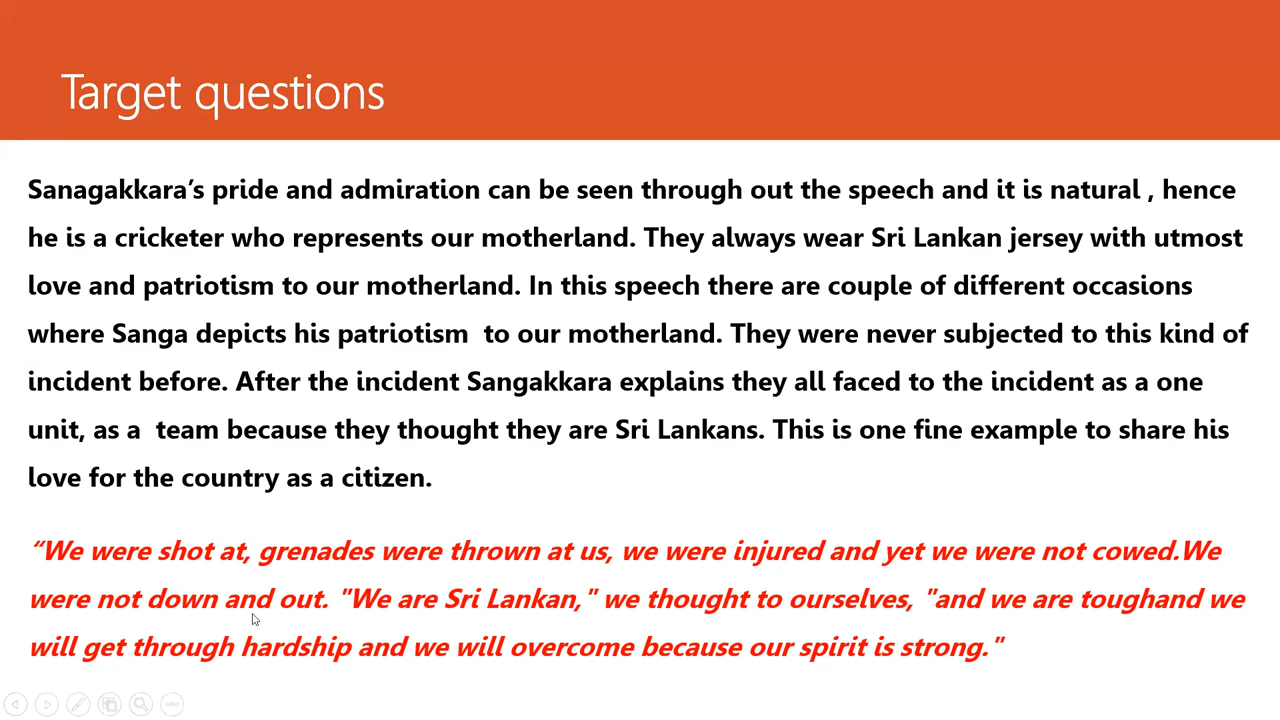 Target questions
Sanagakkara’s pride and admiration can be seen through out the speech and it is natural , hence
he is a cricketer who represents our motherland. They always wear Sri Lankan jersey with utmost
love and patriotism to our motherland. In this speech there are couple of different occasions
where Sanga depicts his patriotism  to our motherland. They were never subjected to this kind of
incident before. After the incident Sangakkara explains they all faced to the incident as a one
unit, as a  team because they thought they are Sri Lankans. This is one fine example to share his
love for the country as a citizen.
“We were shot at, grenades were thrown at us, we were injured and yet we were not cowed.We
were not down and out. "We are Sri Lankan," we thought to ourselves, "and we are toughand we
will get through hardship and we will overcome because our spirit is strong."